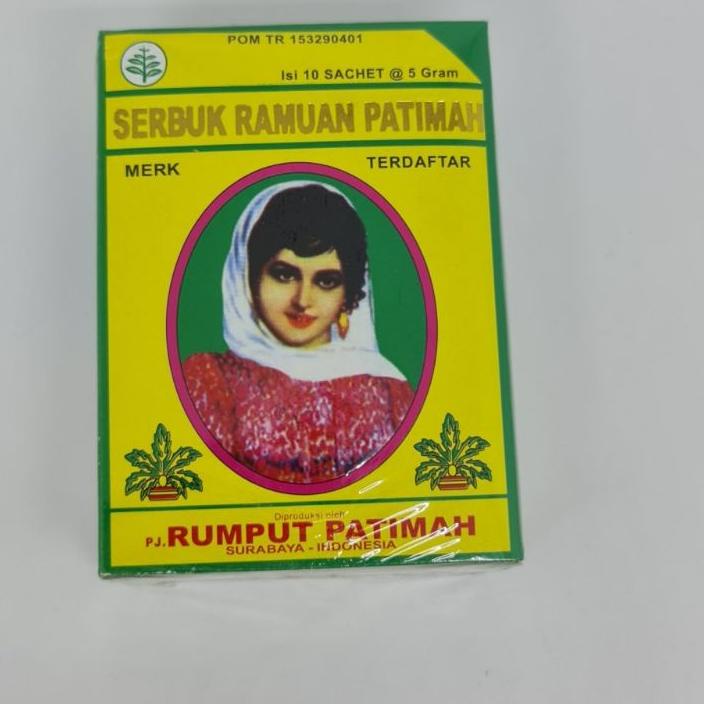 POM TR 153290401
Isi 10 SACHET @ 5 Gram
SERBUK RAMUAN PATIMAH
MERK TERDAFTAR
Diproduksi oleh
PJ. RUMPUT PATIMAH
SURABAYA - INDONESIA